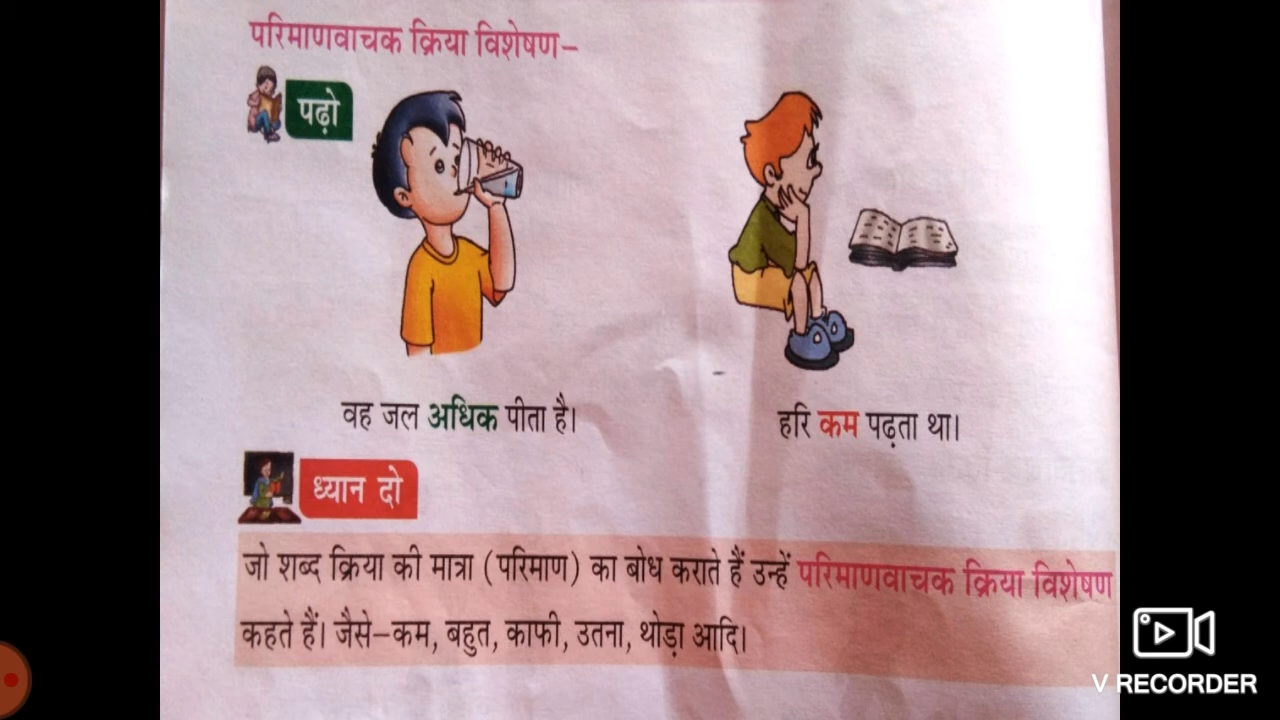 परिमाणवाचक क्रिया विशेषण–
पढ़ो
वह जल अधिक पीता है।
हरि कम पढ़ता था।
ध्यान दो
जो शब्द क्रिया की मात्रा (परिमाण) का बोध कराते हैं उन्हें परिमाणवाचक क्रिया विशेषण
कहते हैं। जैसे–कम, बहुत, काफी, उतना, थोड़ा आदि।
V RECORDER